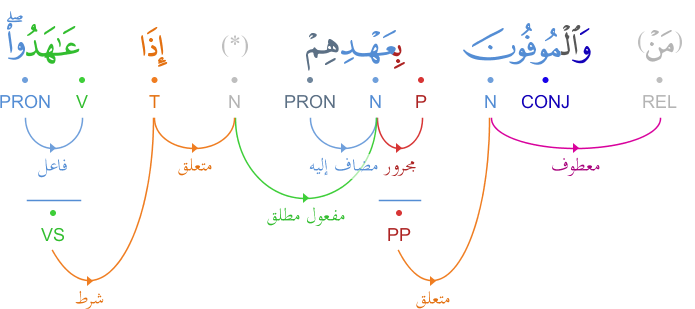 (مَنْ) وَٱلْمُوفُونَ بِعَهْدِهِمْ (*) إِذَا عَـٰهَدُوا۟ۖ
REL CONJ N P N PRON N T V PRON
معطوف مجرور مضاف إليه متعلق فاعل
مفعول مطلق
PP VS
متعلق شرط